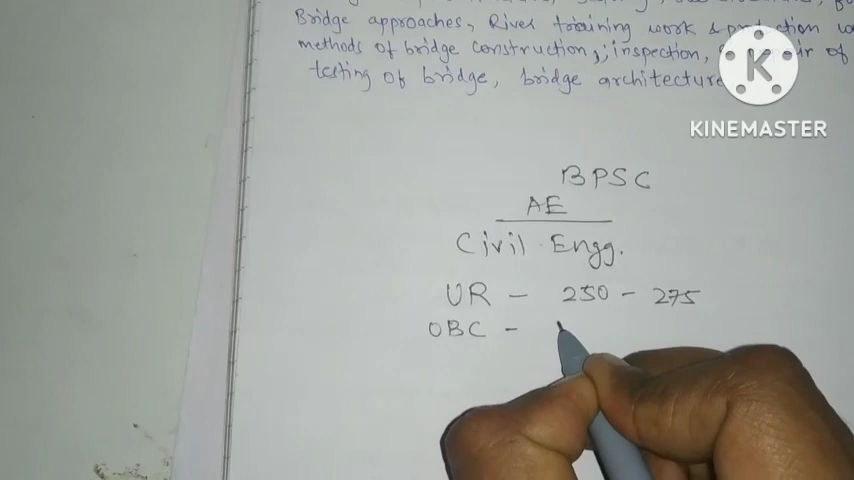 Bridge approaches, River training work & protection
methods of bridge construction, inspection, of
testing of bridge, bridge architecture
K
KINEMASTER
BPSC
AE
Civil Engg.
UR - 250 - 275
OBC -